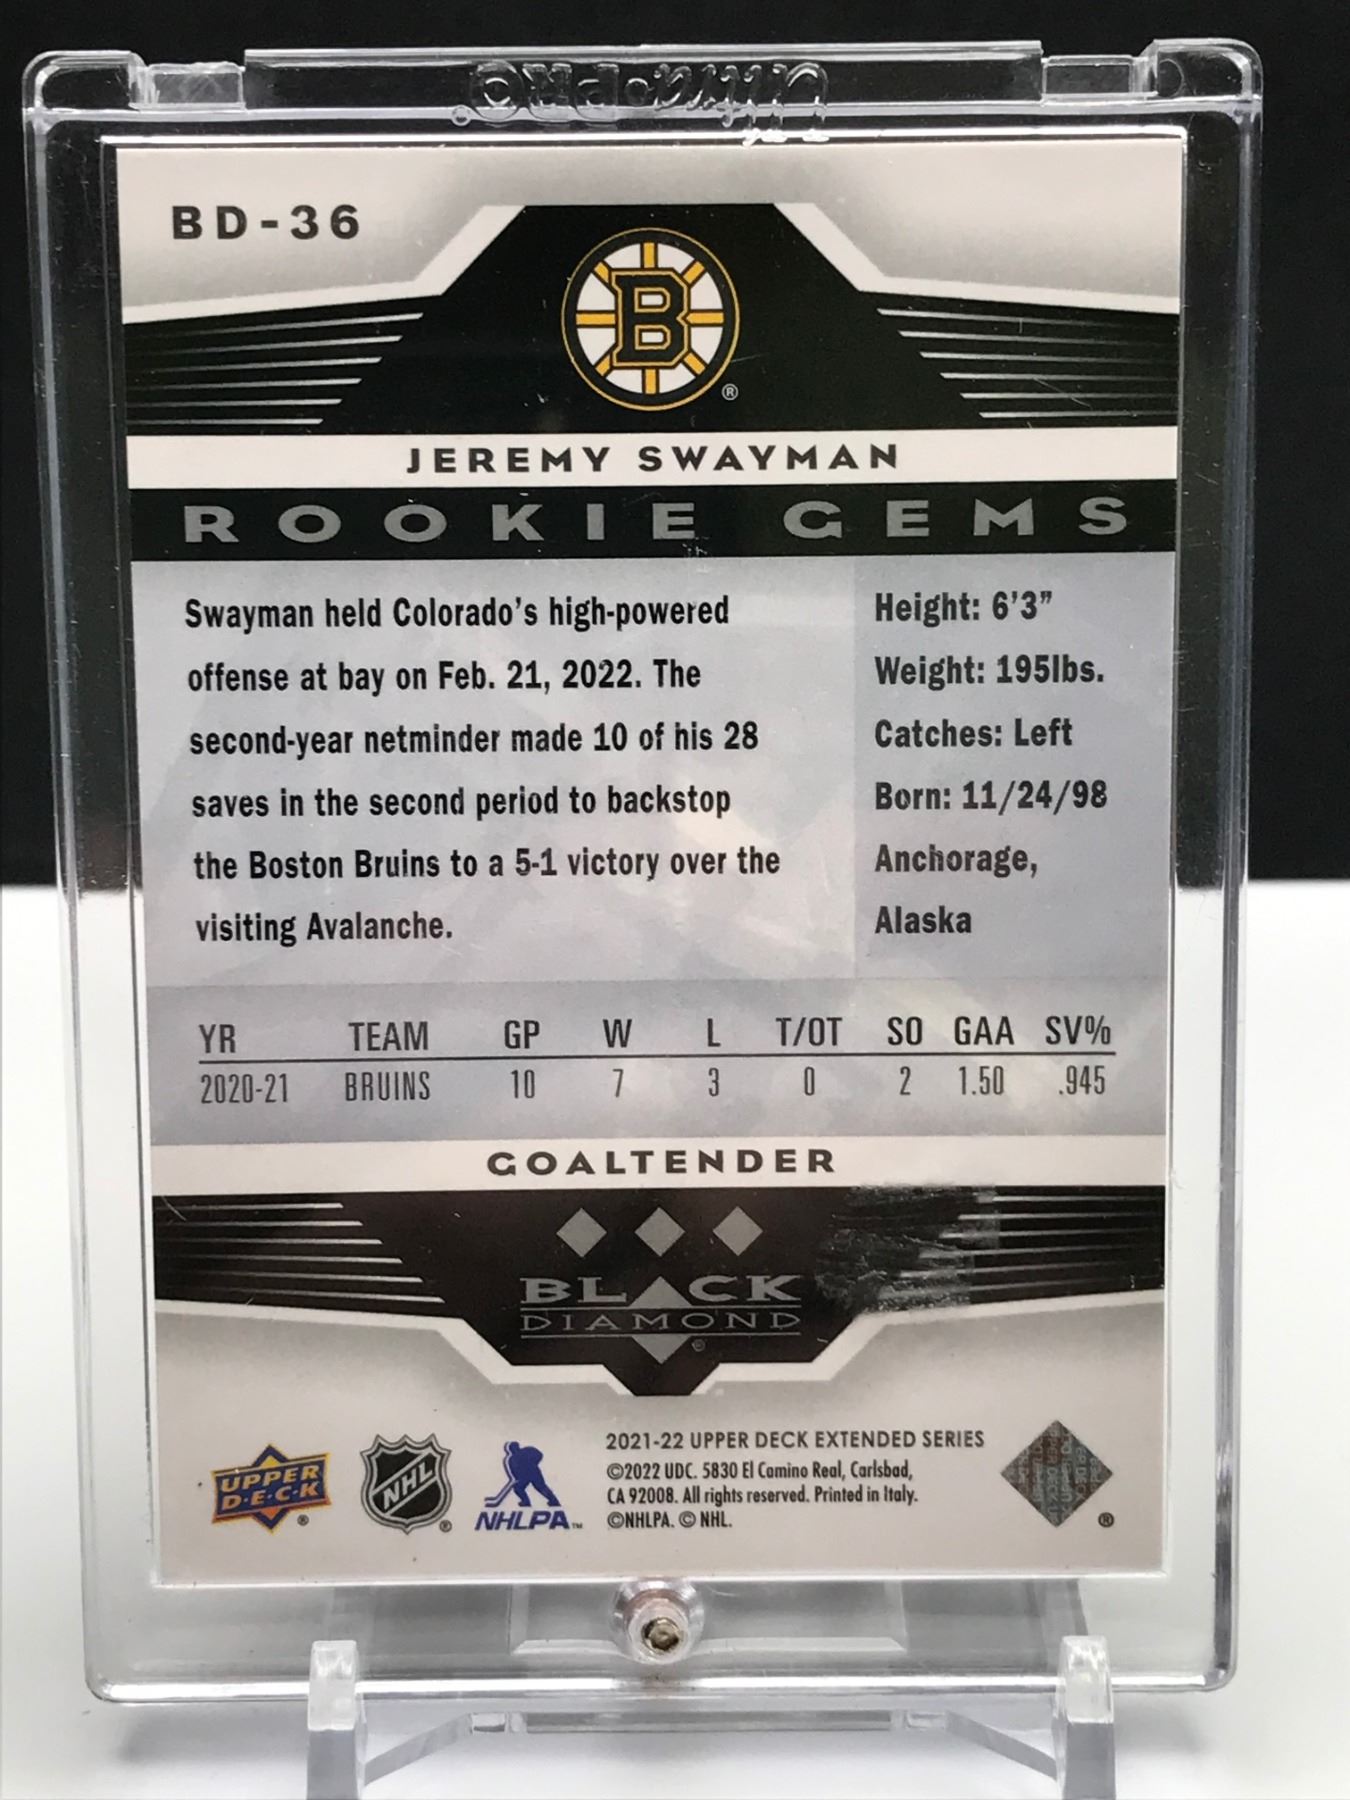 BD-36
B
®
JEREMY SWAYMAN
ROOKIE GEMS
Swayman held Colorado's high-powered
offense at bay on Feb. 21, 2022. The
second-year netminder made 10 of his 28
saves in the second period to backstop
the Boston Bruins to a 5-1 victory over the
visiting Avalanche.
Height: 6'3"
Weight: 195lbs.
Catches: Left
Born: 11/24/98
Anchorage,
Alaska
YR TEAM GP W L T/OT SO GAA SV%
2020-21 BRUINS 10 7 3 0 2 1.50 .945
GOALTENDER
BLACK
DIAMOND
®
UPPER
D•E•C•K
®
NHL
®
NHLPA™
2021-22 UPPER DECK EXTENDED SERIES
©2022 UDC. 5830 El Camino Real, Carlsbad,
CA 92008. All rights reserved. Printed in Italy.
©NHLPA. © NHL.
®